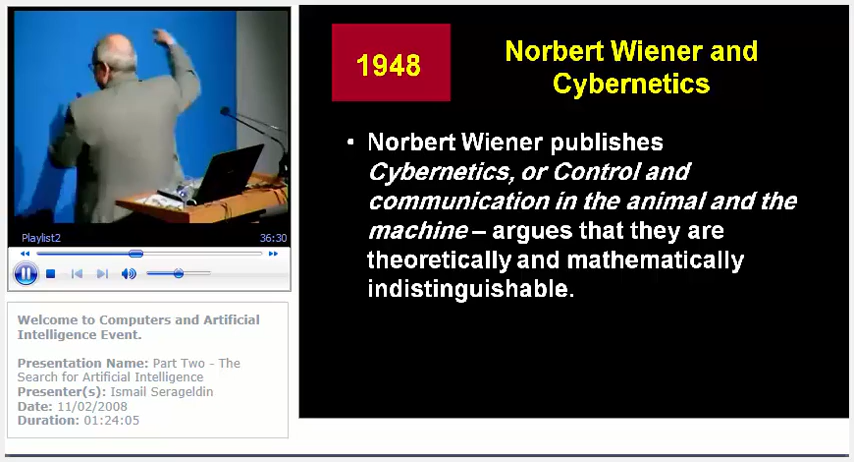 1948
Norbert Wiener and
Cybernetics
• Norbert Wiener publishes
Cybernetics, or Control and
communication in the animal and the
machine – argues that they are
theoretically and mathematically
indistinguishable.
Playlist2 36:30
Welcome to Computers and Artificial
Intelligence Event.
Presentation Name: Part Two - The
Search for Artificial Intelligence
Presenter(s): Ismail Serageldin
Date: 11/02/2008
Duration: 01:24:05